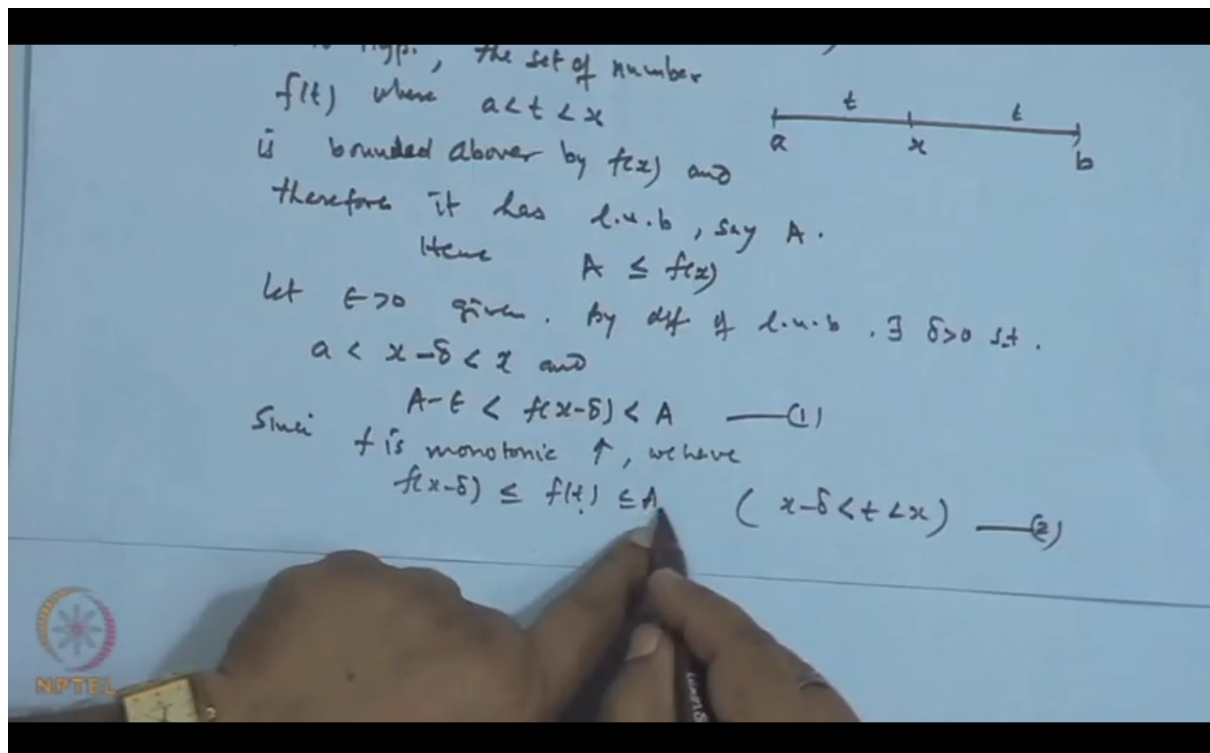 Hyp., the set of number
f(t) where a<t<x
is bounded above by f(x) and
therefore it has l.u.b, say A.
Hence A ≤ f(x)
let ϵ>0 given. By def of l.u.b, ∃ δ>0 s.t.
a < x-δ < x and
A-ϵ < f(x-δ) < A —(1)
Since f is monotonic ↑, we have
f(x-δ) ≤ f(t) ≤ A ( x-δ<t<x) —(2)
t t
a x b
NPTEL